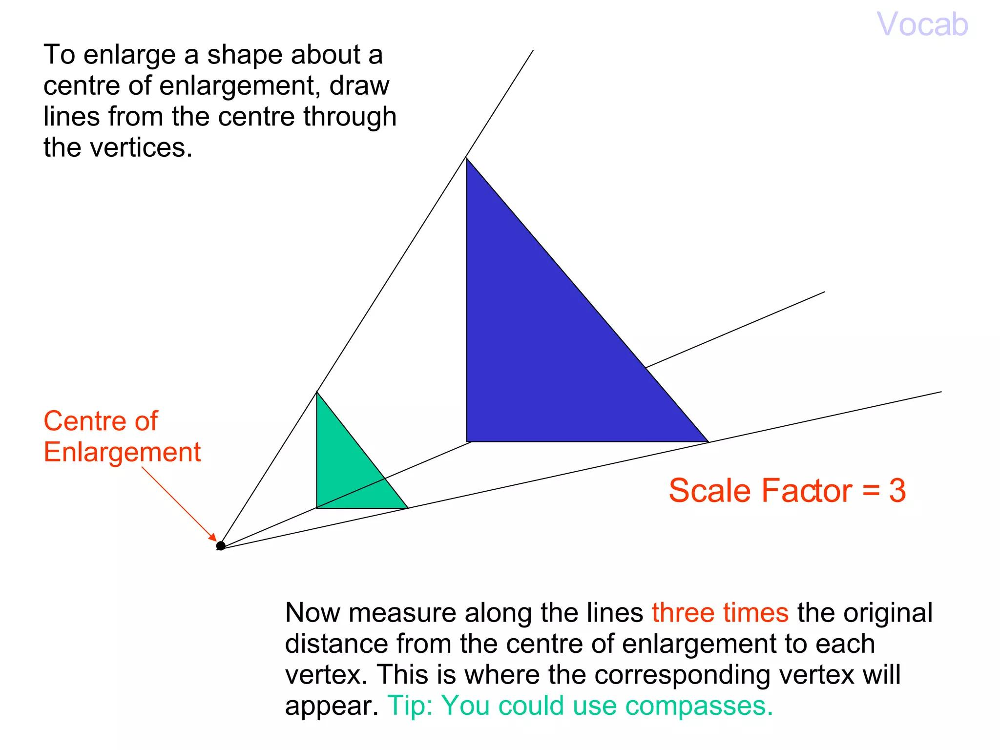 Vocab
To enlarge a shape about a
centre of enlargement, draw
lines from the centre through
the vertices.
Centre of
Enlargement
Scale Factor = 3
Now measure along the lines three times the original
distance from the centre of enlargement to each
vertex. This is where the corresponding vertex will
appear. Tip: You could use compasses.